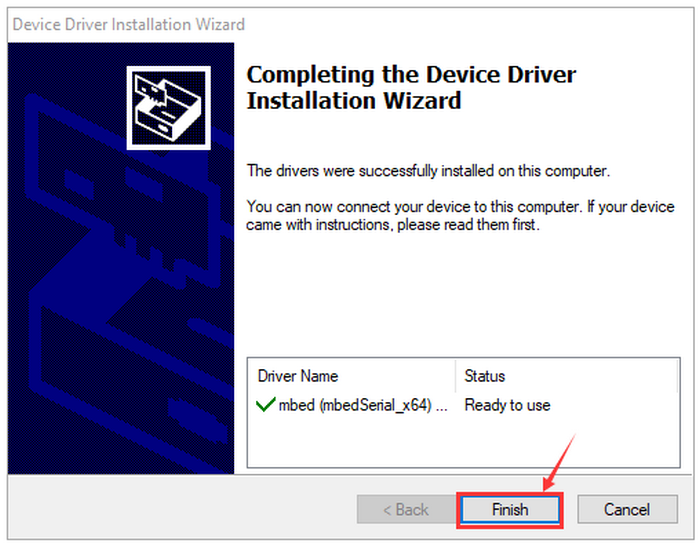 Device Driver Installation Wizard
Completing the Device Driver
Installation Wizard
The drivers were successfully installed on this computer.
You can now connect your device to this computer. If your device
came with instructions, please read them first.
Driver Name Status
mbed (mbedSerial_x64) ... Ready to use
< Back Finish Cancel